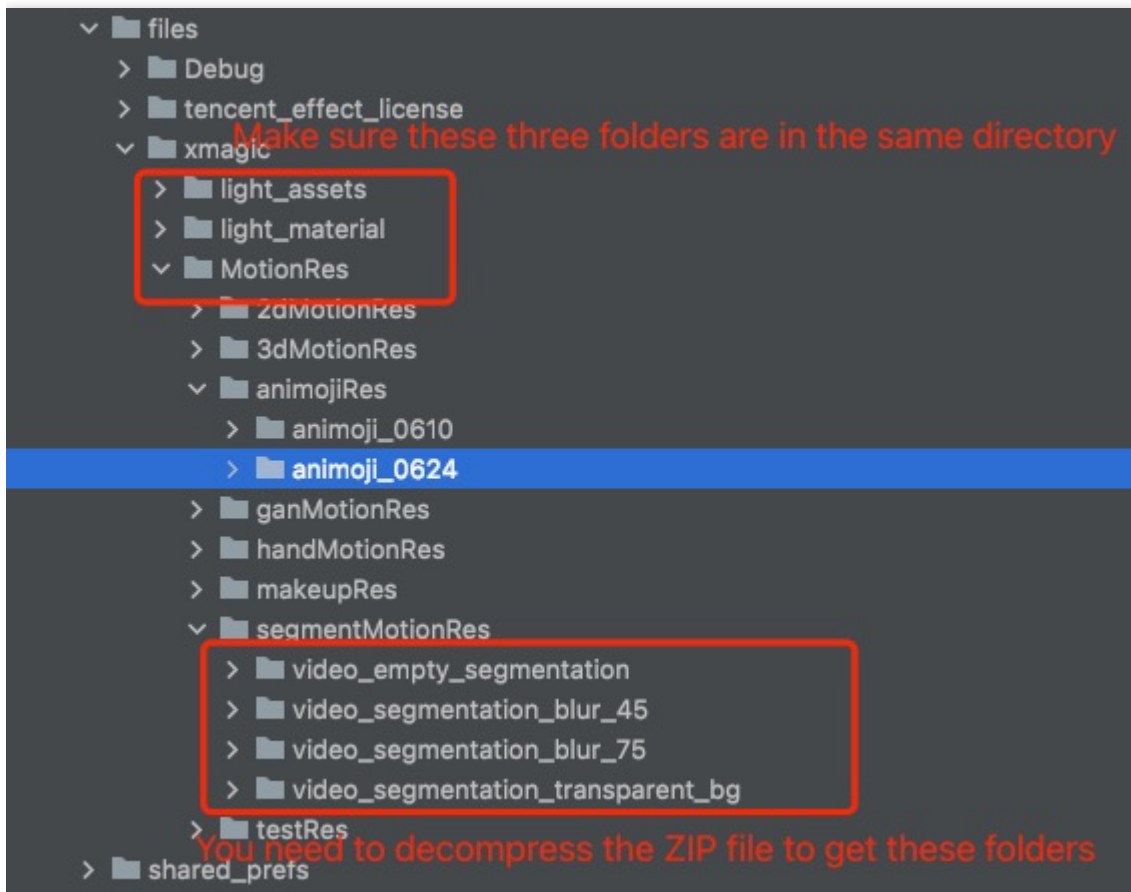 files
Debug
tencent_effect_license
Make sure these three folders are in the same directory
xmagic
light_assets
light_material
MotionRes
2dMotionRes
3dMotionRes
animojiRes
animoji_0610
animoji_0624
ganMotionRes
handMotionRes
makeupRes
segmentMotionRes
video_empty_segmentation
video_segmentation_blur_45
video_segmentation_blur_75
video_segmentation_transparent_bg
testRes
You need to decompress the ZIP file to get these folders
shared_prefs